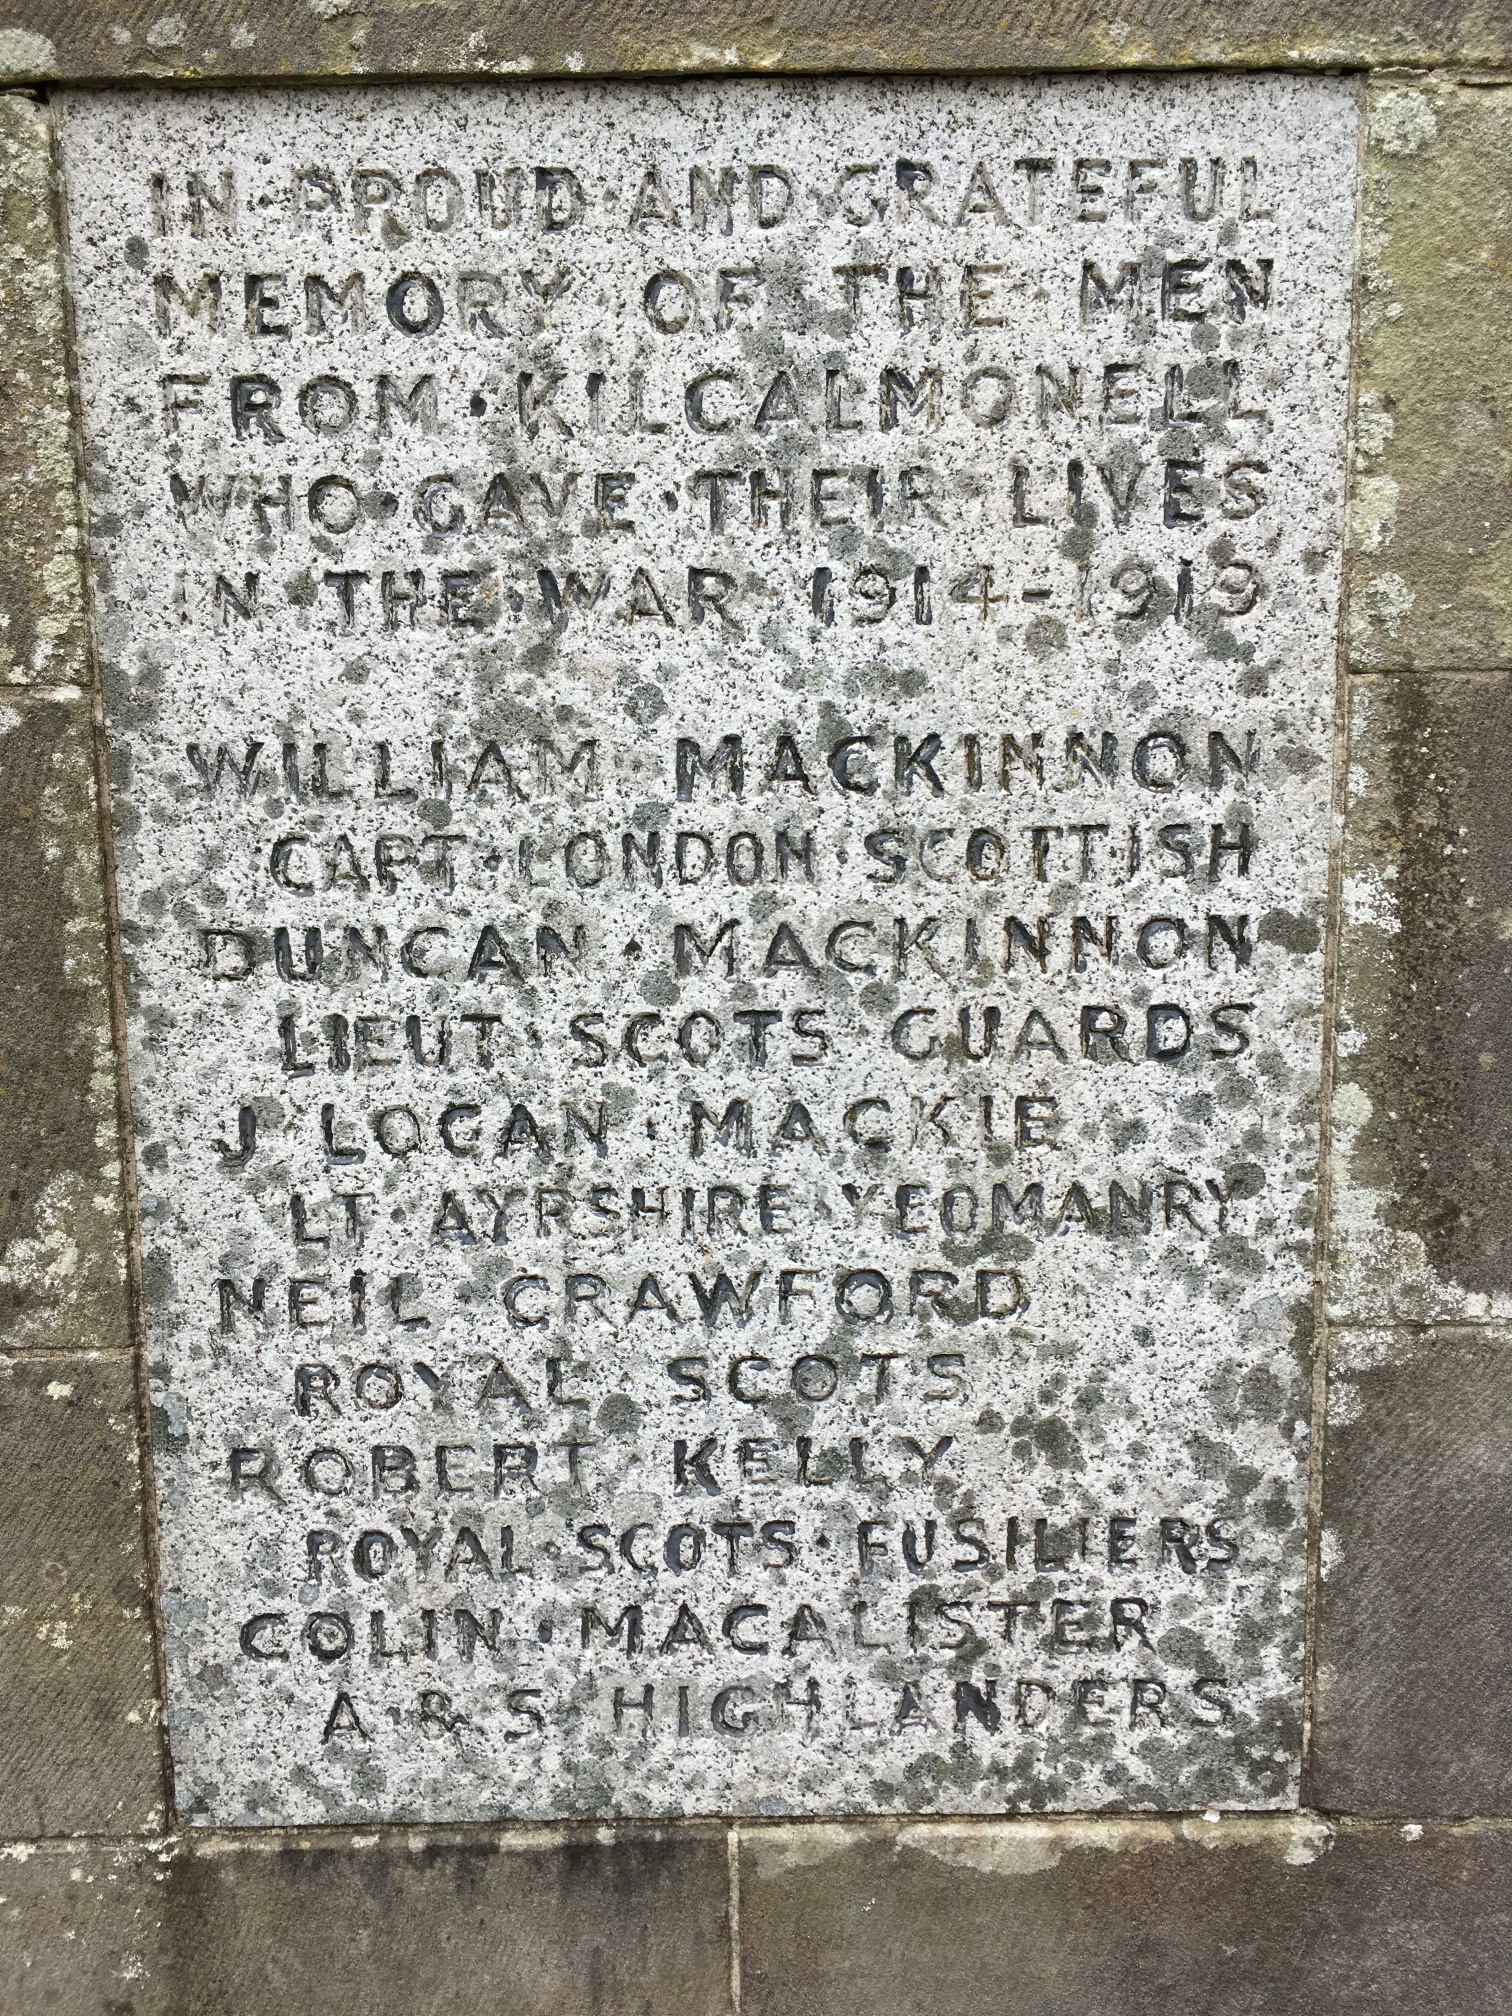 IN·PROUD·AND·GRATEFUL
MEMORY·OF·THE·MEN
FROM·KILCALMONELL
WHO·GAVE·THEIR·LIVES
IN·THE·WAR·1914-1919
WILLIAM·MACKINNON
CAPT·LONDON·SCOTTISH
DUNCAN·MACKINNON
LIEUT·SCOTS GUARDS
J·LOGAN·MACKIE
LT·AYRSHIRE·YEOMANRY
NEIL CRAWFORD
ROYAL SCOTS
ROBERT KELLY
ROYAL·SCOTS·FUSILIERS
COLIN·MACALISTER
A·&·S HIGHLANDERS